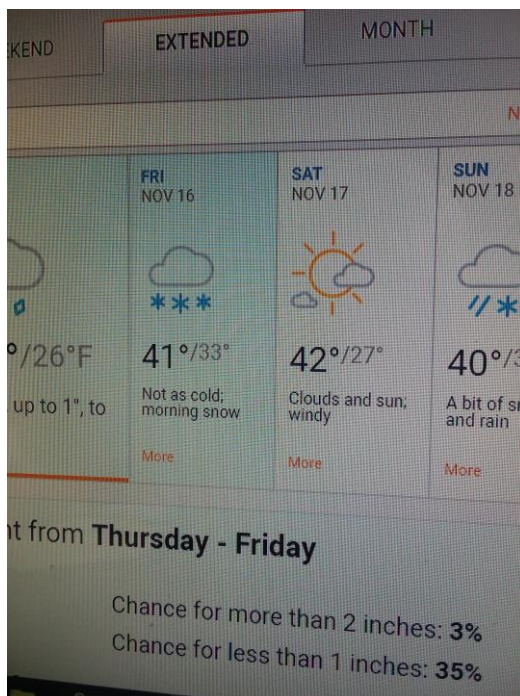 EXTENDED
MONTH
FRI
NOV 16
41°/33°
Not as cold;
morning snow
More
SAT
NOV 17
42°/27°
Clouds and sun;
windy
More
SUN
NOV 18
40°
A bit of
and rain
More
/26°F
up to 1", to
from Thursday - Friday
Chance for more than 2 inches: 3%
Chance for less than 1 inches: 35%